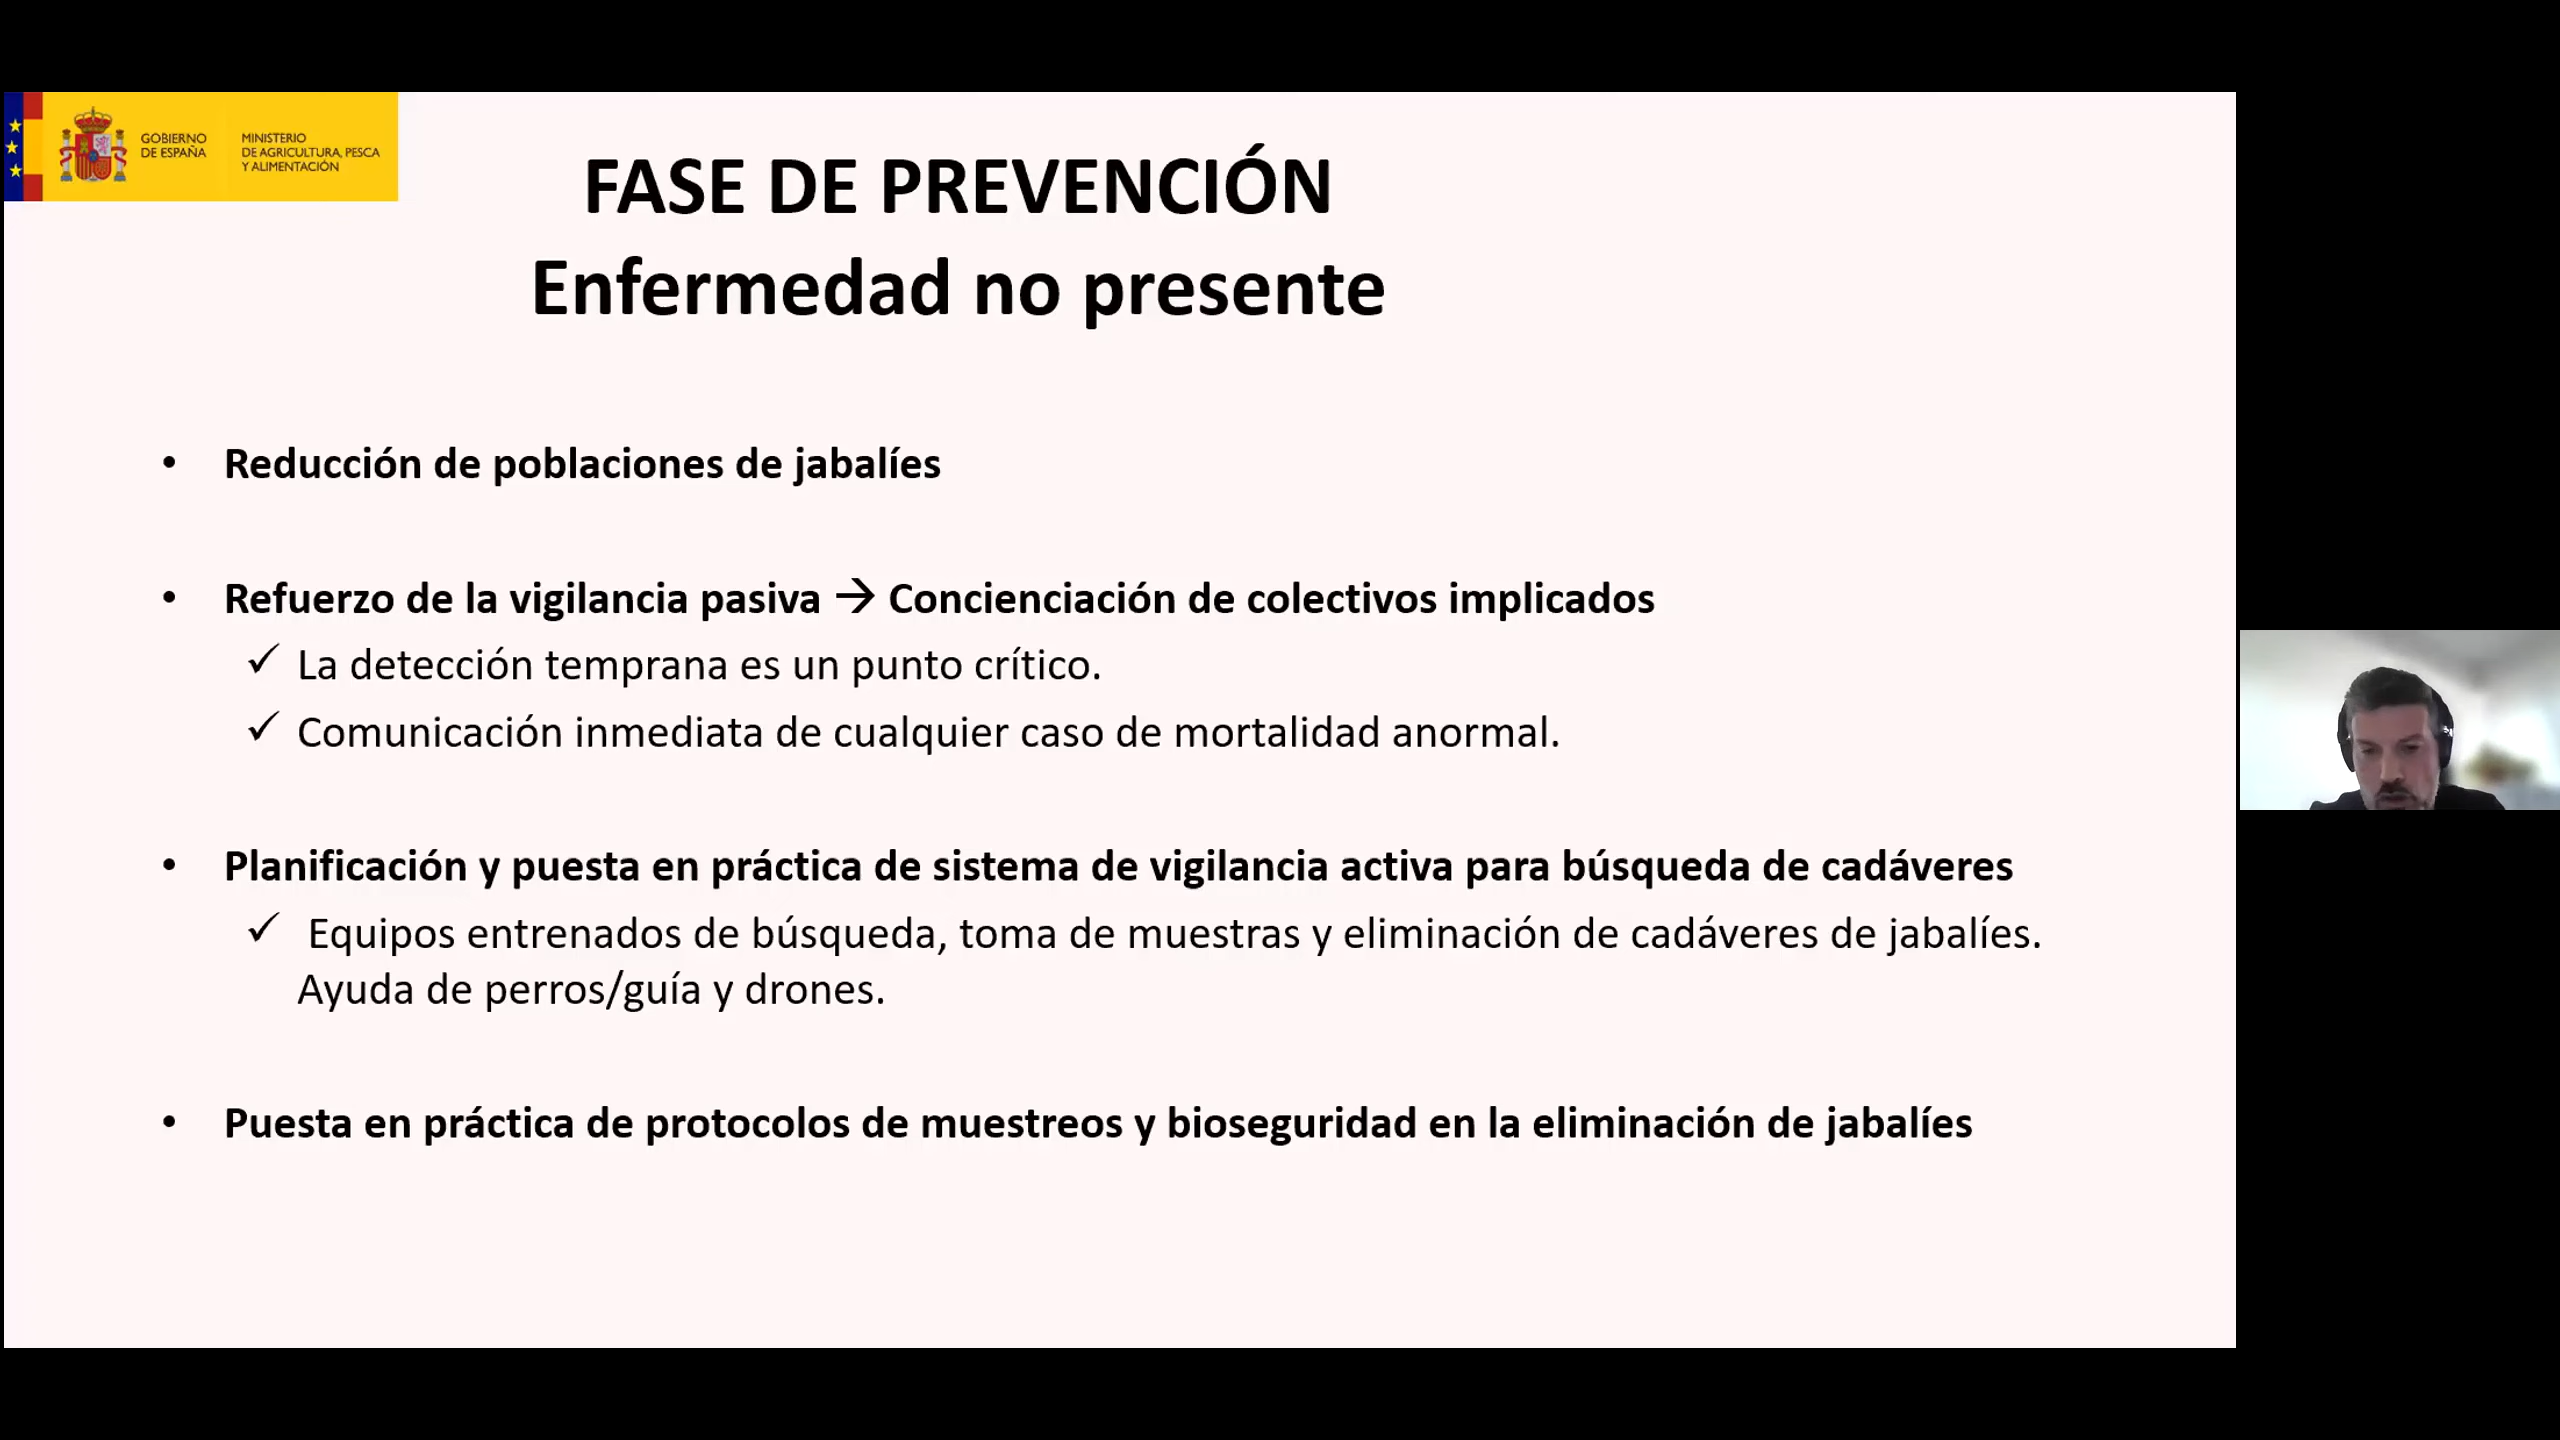 GOBIERNO
DE ESPAÑA
MINISTERIO
DE AGRICULTURA, PESCA
Y ALIMENTACIÓN
FASE DE PREVENCIÓN
Enfermedad no presente
• Reducción de poblaciones de jabalíes
• Refuerzo de la vigilancia pasiva → Concienciación de colectivos implicados
✓ La detección temprana es un punto crítico.
✓ Comunicación inmediata de cualquier caso de mortalidad anormal.
• Planificación y puesta en práctica de sistema de vigilancia activa para búsqueda de cadáveres
✓ Equipos entrenados de búsqueda, toma de muestras y eliminación de cadáveres de jabalíes.
Ayuda de perros/guía y drones.
• Puesta en práctica de protocolos de muestreos y bioseguridad en la eliminación de jabalíes